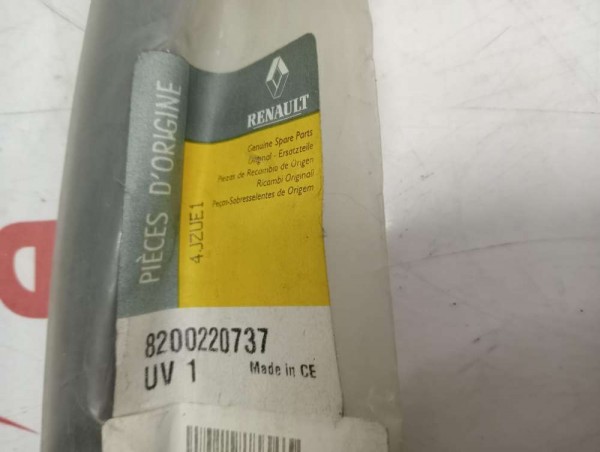 RENAULT
PIÈCES D'ORIGINE
Genuine Spare Parts
Original - Ersatzteile
Piezas de Recambio de Origen
Ricambi Originali
Peças-Sobresselentes de Origem
4JZUE1
8200220737
UV 1
Made in CE